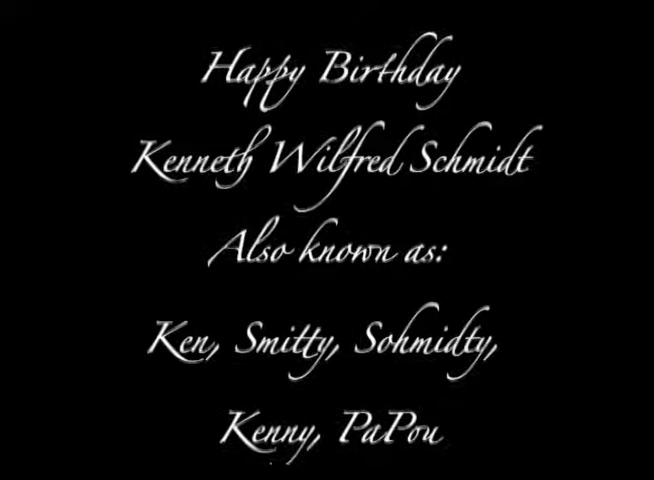 Happy Birthday
Kenneth Wilfred Schmidt
Also known as:
Ken, Smitty, Sohmidty,
Kenny, PaPou